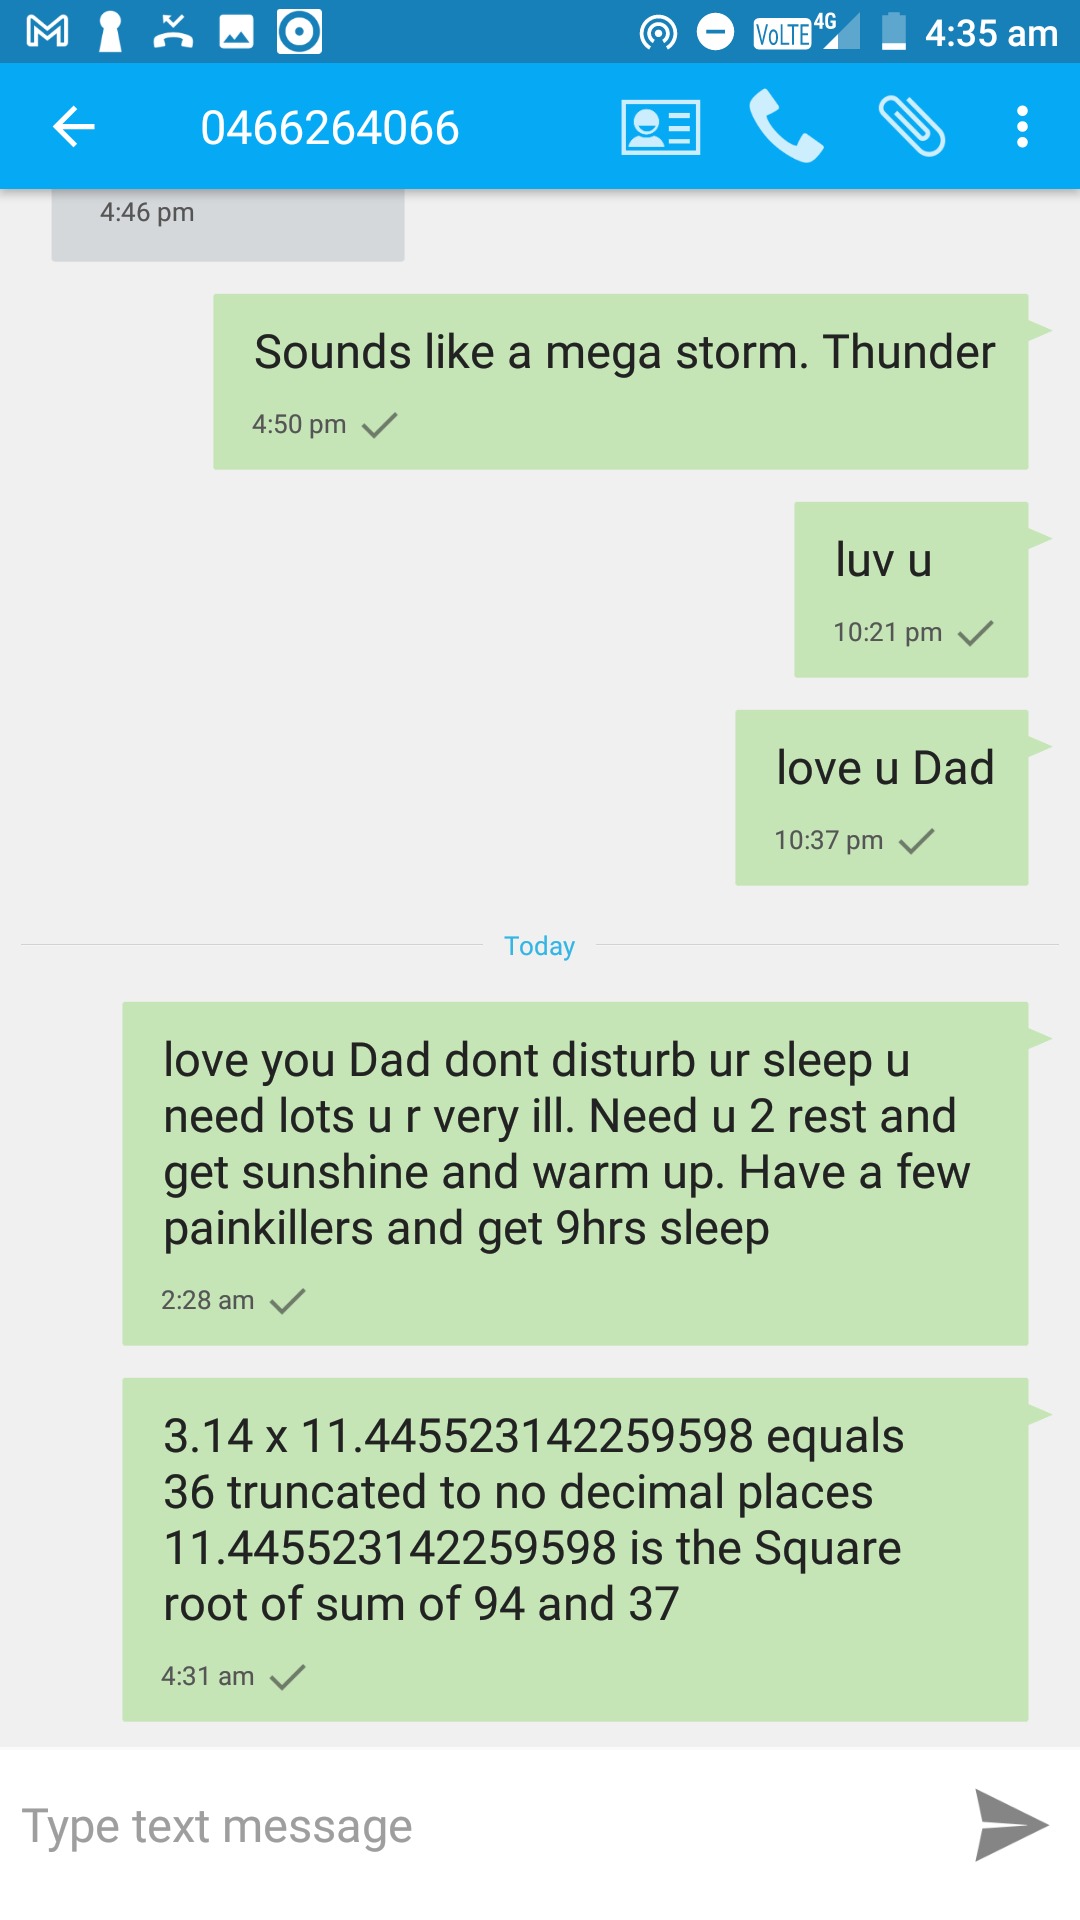 VoLTE 4G 4:35 am
0466264066
4:46 pm
Sounds like a mega storm. Thunder
4:50 pm
luv u
10:21 pm
love u Dad
10:37 pm
Today
love you Dad dont disturb ur sleep u
need lots u r very ill. Need u 2 rest and
get sunshine and warm up. Have a few
painkillers and get 9hrs sleep
2:28 am
3.14 x 11.445523142259598 equals
36 truncated to no decimal places
11.445523142259598 is the Square
root of sum of 94 and 37
4:31 am
Type text message